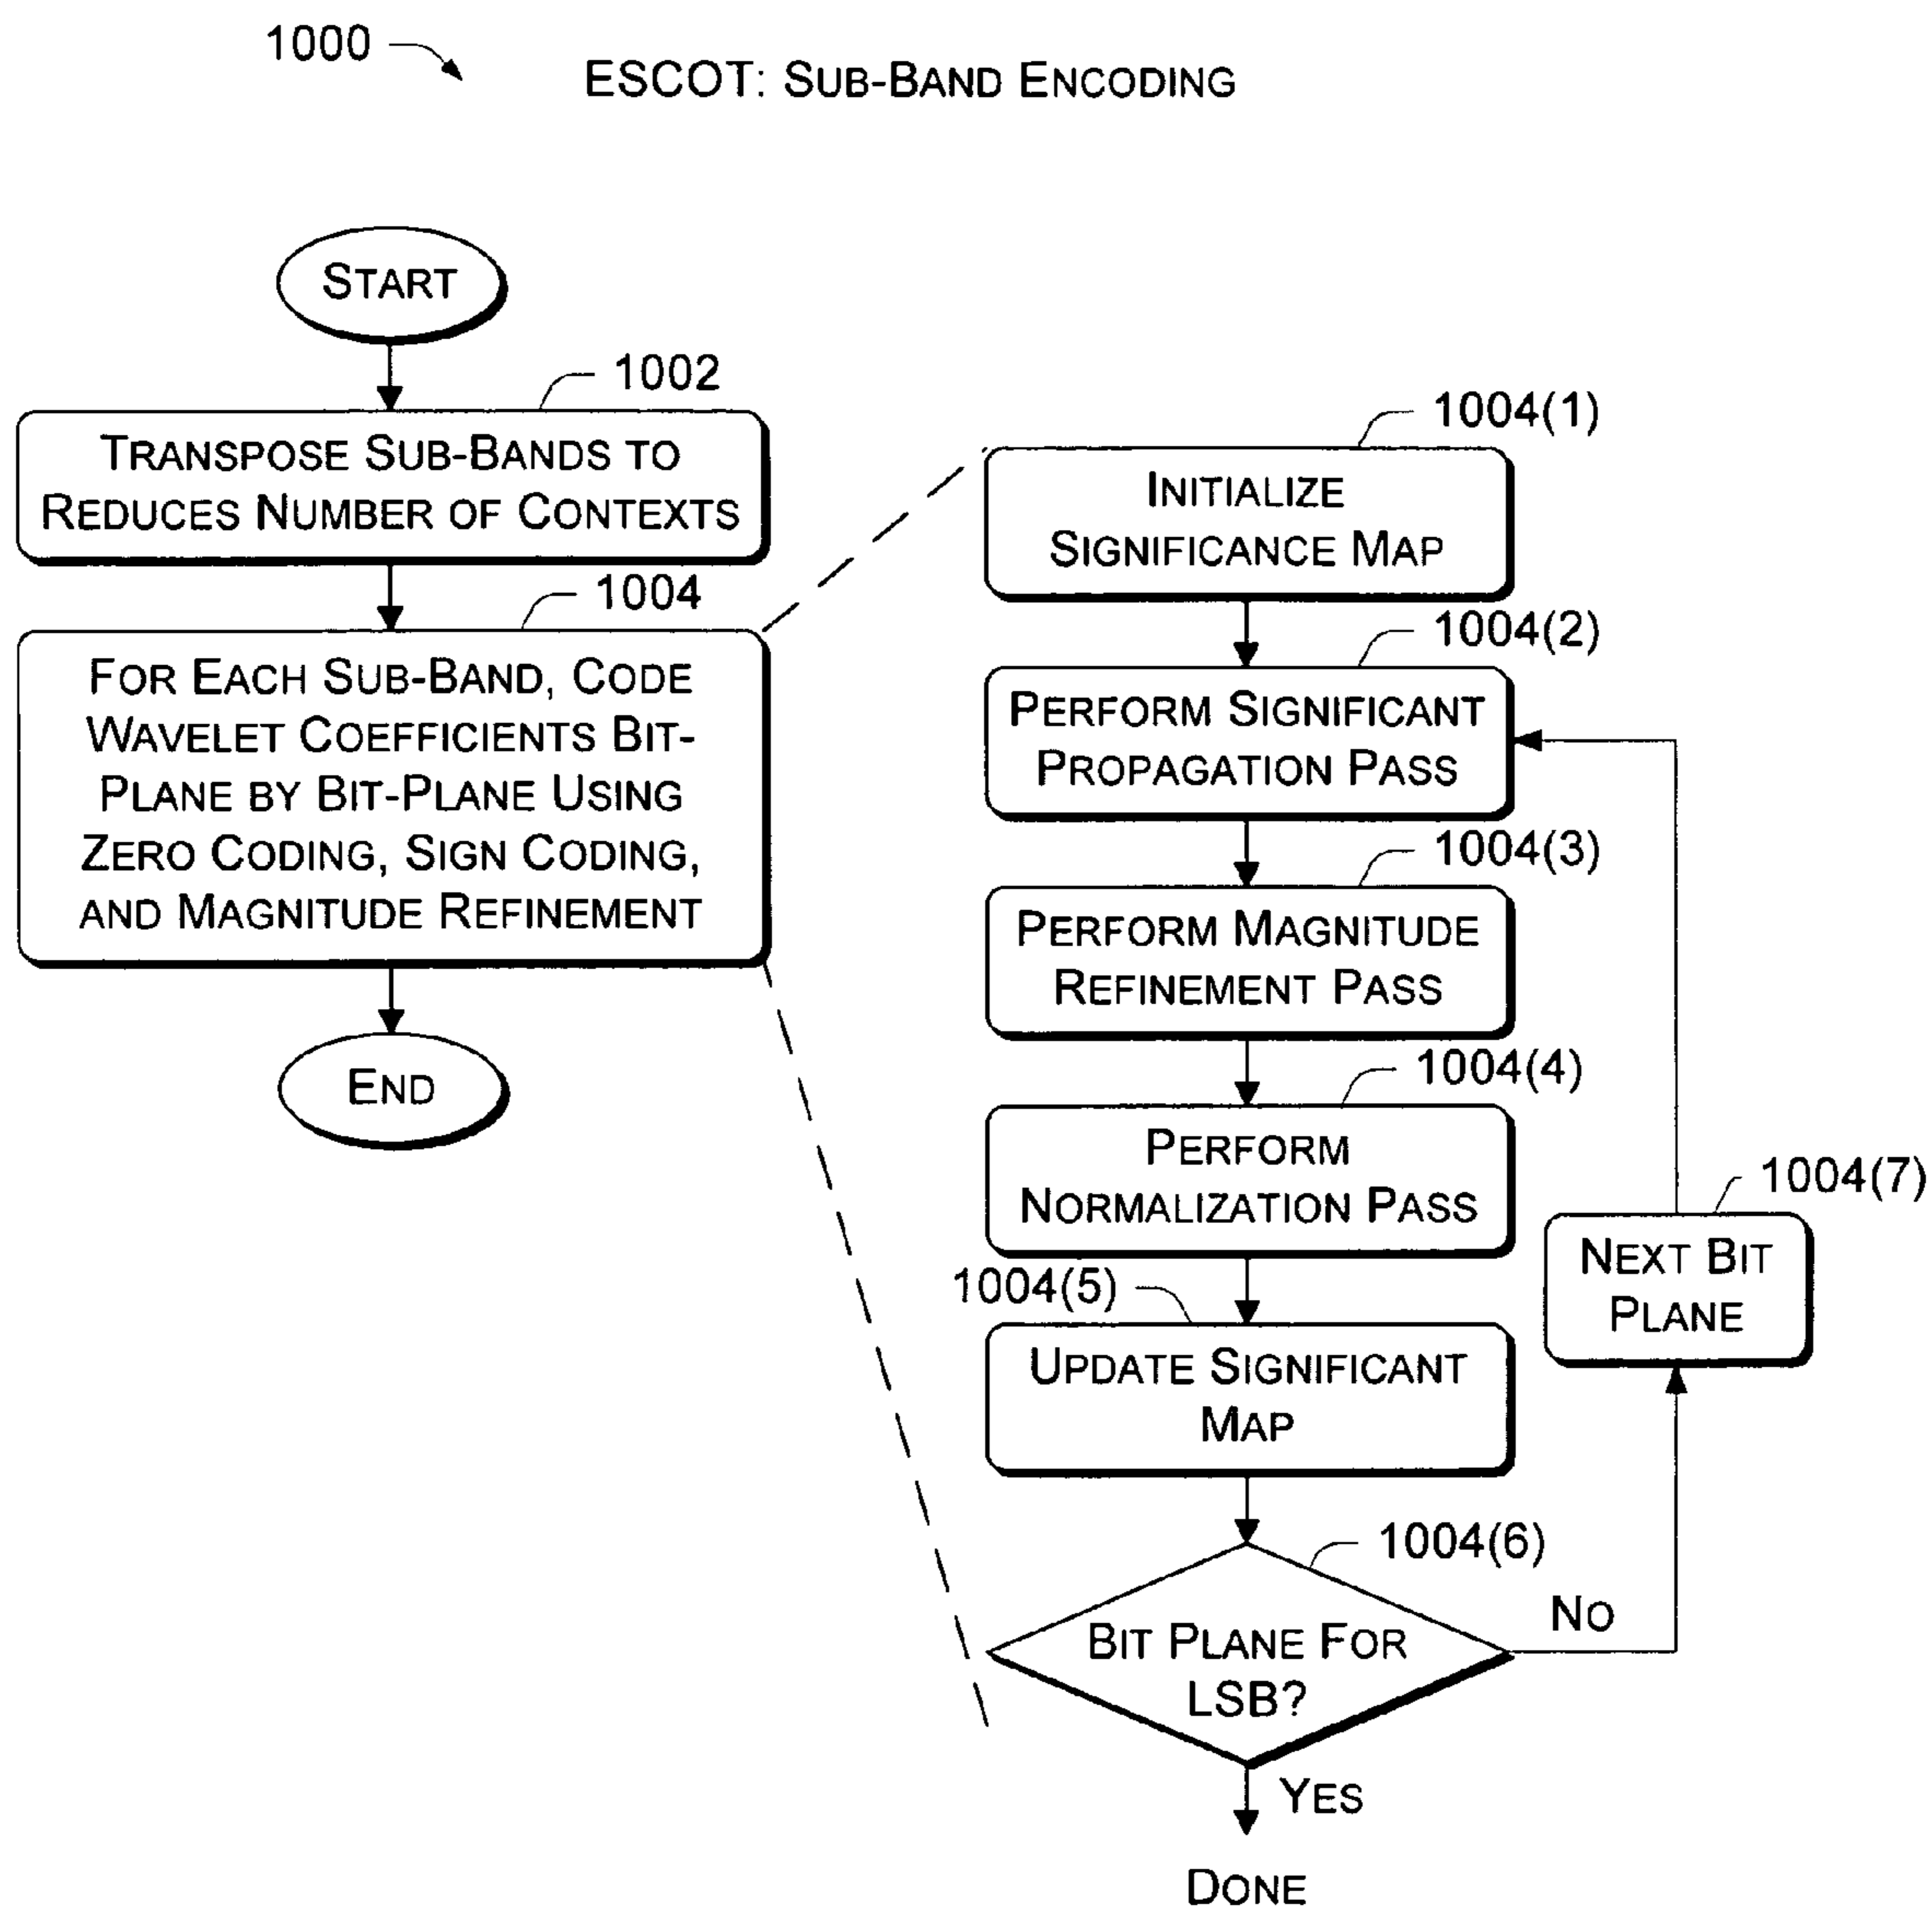 1000
ESCOT: SUB-BAND ENCODING
START
1002
TRANSPOSE SUB-BANDS TO
REDUCES NUMBER OF CONTEXTS
1004
FOR EACH SUB-BAND, CODE
WAVELET COEFFICIENTS BIT-
PLANE BY BIT-PLANE USING
ZERO CODING, SIGN CODING,
AND MAGNITUDE REFINEMENT
END
1004(1)
INITIALIZE
SIGNIFICANCE MAP
1004(2)
PERFORM SIGNIFICANT
PROPAGATION PASS
1004(3)
PERFORM MAGNITUDE
REFINEMENT PASS
1004(4)
PERFORM
NORMALIZATION PASS
1004(5)
UPDATE SIGNIFICANT
MAP
1004(6)
BIT PLANE FOR
LSB?
NO
1004(7)
NEXT BIT
PLANE
YES
DONE